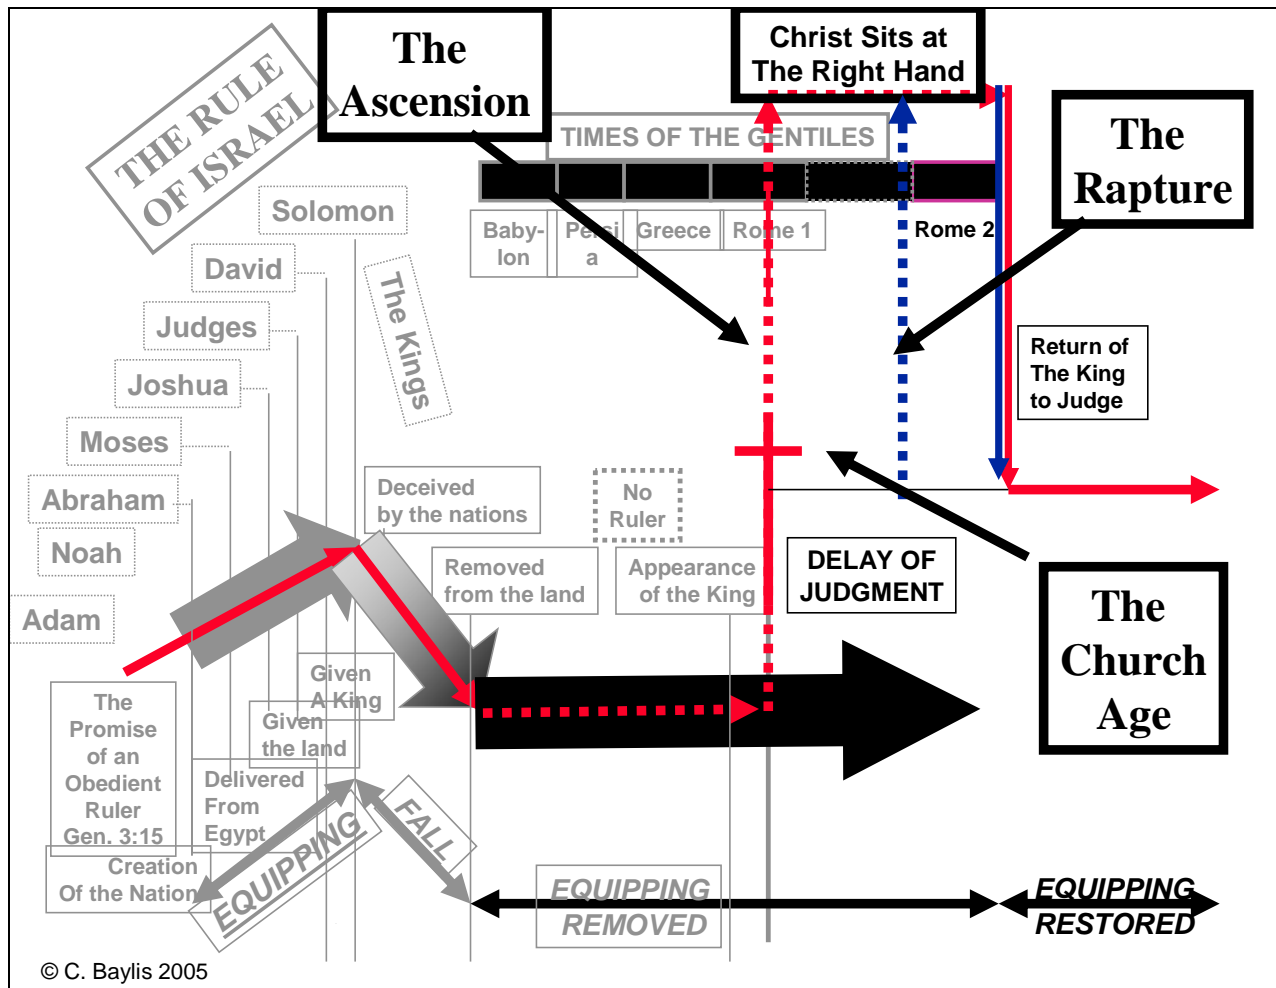 The
Ascension
Christ Sits at
The Right Hand
THE RULE
OF ISRAEL
TIMES OF THE GENTILES
The
Rapture
Solomon
Baby-
lon
Persi
a
Greece
Rome 1
Rome 2
David
The Kings
Judges
Joshua
Return of
The King
to Judge
Moses
Abraham
Noah
Adam
Deceived
by the nations
No
Ruler
Removed
from the land
Appearance
of the King
DELAY OF
JUDGMENT
The
Church
Age
Given
A King
Given
the land
The
Promise
of an
Obedient
Ruler
Gen. 3:15
Delivered
From
Egypt
Creation
Of the Nation
EQUIPPING
FALL
EQUIPPING
REMOVED
EQUIPPING
RESTORED
© C. Baylis 2005